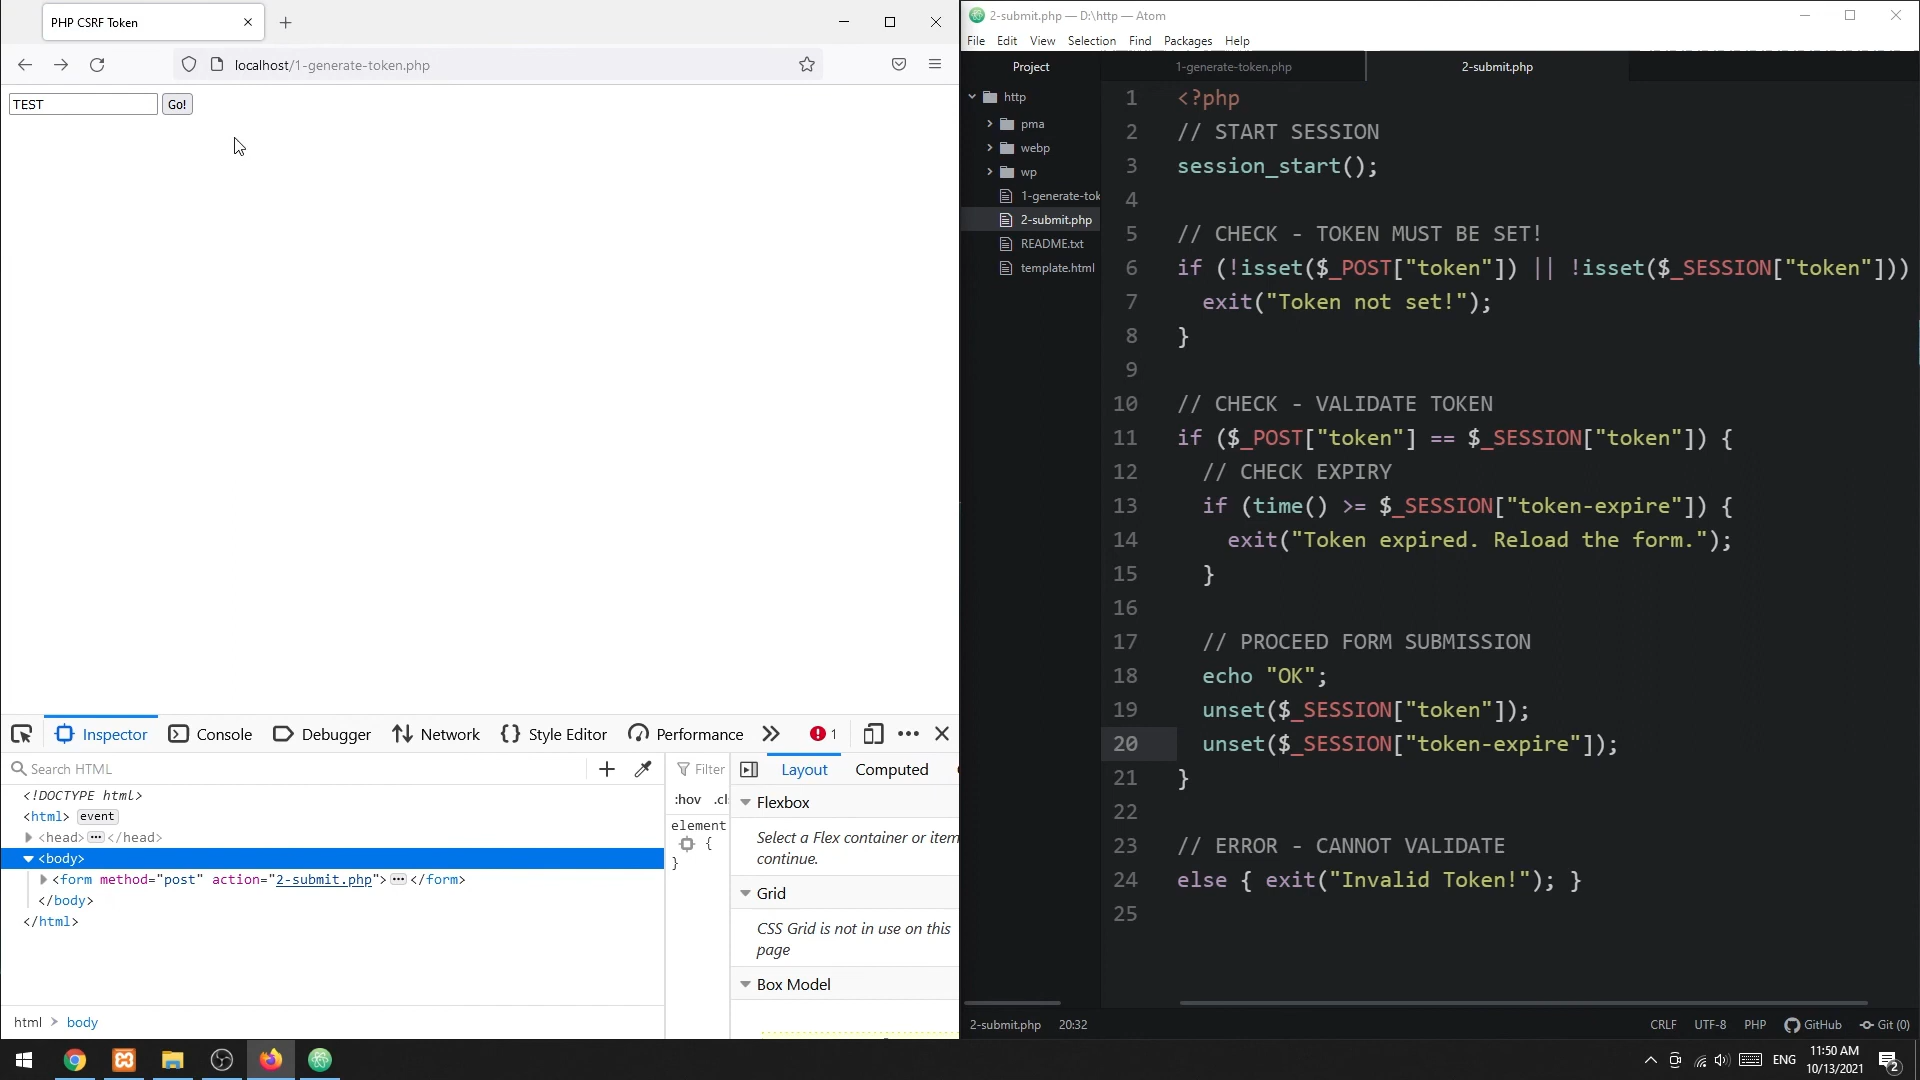 PHP CSRF Token
localhost/1-generate-token.php
TEST
Go!
Inspector
Console
Debugger
Network
Style Editor
Performance
1
Search HTML
Filter
:hov
Layout
Computed
<!DOCTYPE html>
<html> event
<head> ••• </head>
<body>
<form method="post" action="2-submit.php"> ••• </form>
</body>
</html>
element
{
}
Flexbox
Select a Flex container or item
continue.
Grid
CSS Grid is not in use on this
page
Box Model
html > body
2-submit.php — D:\http — Atom
File Edit View Selection Find Packages Help
Project
1-generate-token.php
2-submit.php
http
pma
webp
wp
1-generate-tok
2-submit.php
README.txt
template.html
1 <?php
2 // START SESSION
3 session_start();
4
5 // CHECK - TOKEN MUST BE SET!
6 if (!isset($_POST["token"]) || !isset($_SESSION["token"]))
7 exit("Token not set!");
8 }
9
10 // CHECK - VALIDATE TOKEN
11 if ($_POST["token"] == $_SESSION["token"]) {
12 // CHECK EXPIRY
13 if (time() >= $_SESSION["token-expire"]) {
14 exit("Token expired. Reload the form.");
15 }
16
17 // PROCEED FORM SUBMISSION
18 echo "OK";
19 unset($_SESSION["token"]);
20 unset($_SESSION["token-expire"]);
21 }
22
23 // ERROR - CANNOT VALIDATE
24 else { exit("Invalid Token!"); }
25
2-submit.php 20:32
CRLF UTF-8 PHP GitHub Git (0)
ENG
11:50 AM
10/13/2021
2